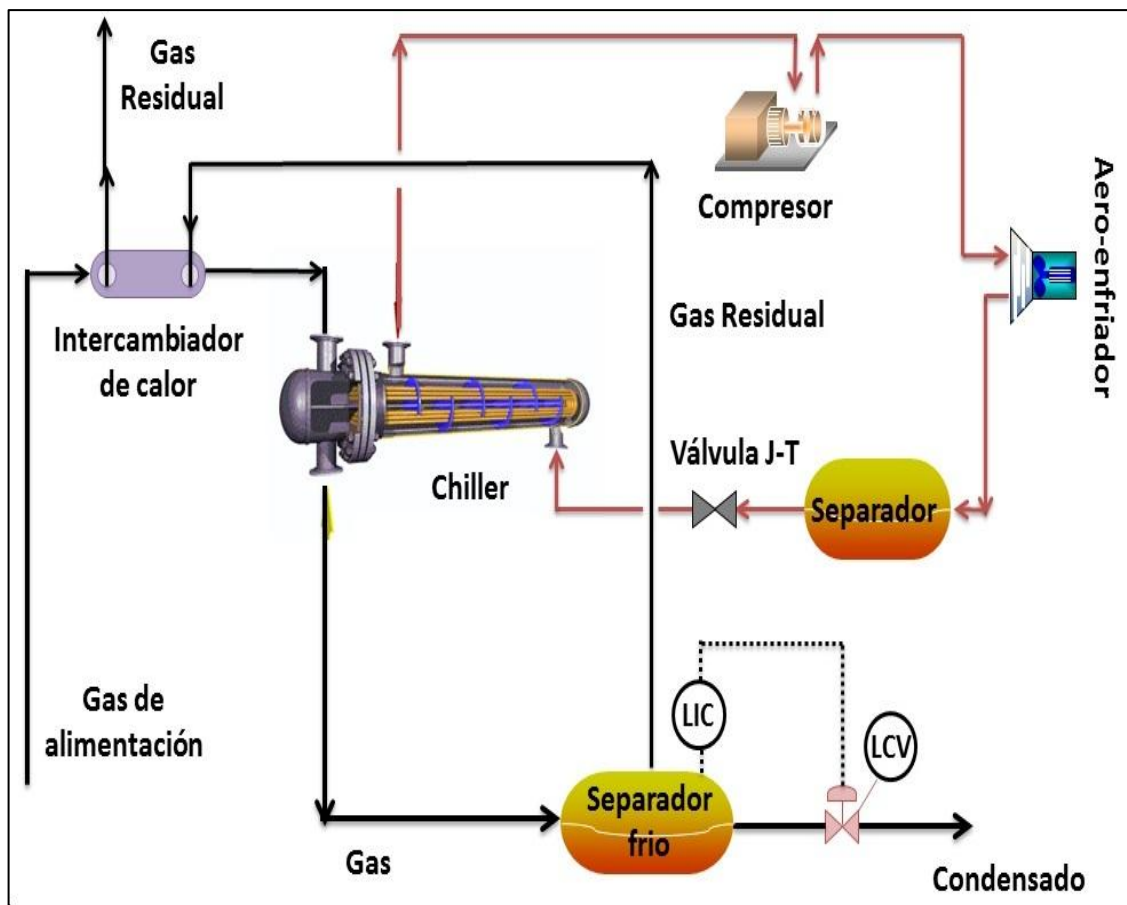 Gas
Residual
Compresor
Aero-enfriador
Intercambiador
de calor
Gas Residual
Chiller
Válvula J-T
Separador
Gas de
alimentación
LIC
LCV
Separador
frio
Gas
Condensado